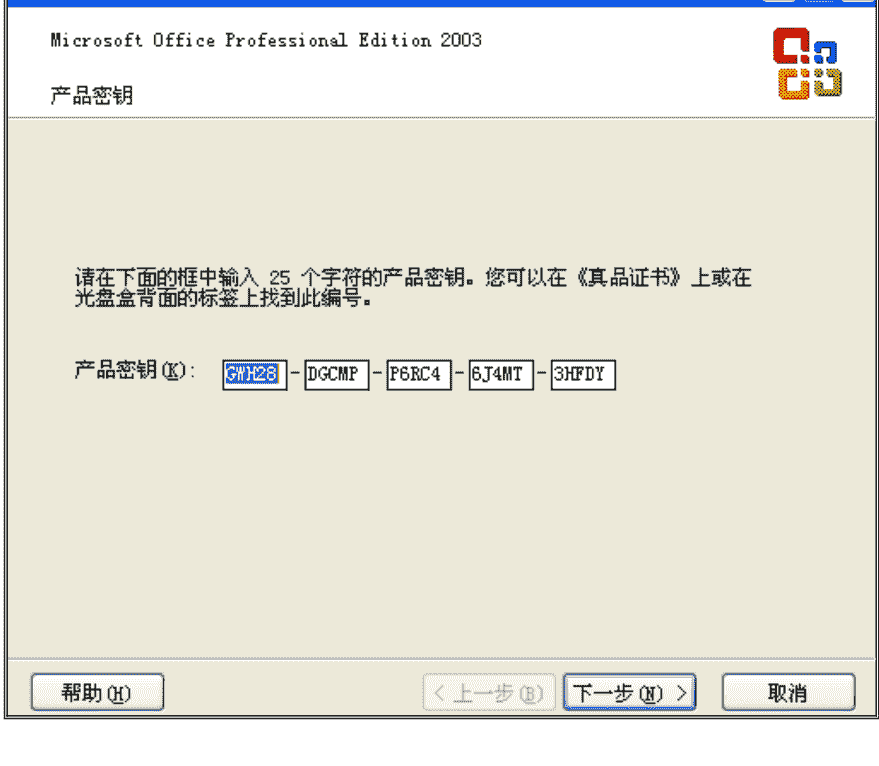 Microsoft Office Professional Edition 2003
产品密钥
请在下面的框中输入 25 个字符的产品密钥。您可以在《真品证书》上或在
光盘盒背面的标签上找到此编号。
产品密钥(K): GWH28-DGCMP-P6RC4-6J4MT-3HFDY
帮助(H) <上一步(B) 下一步(N)> 取消